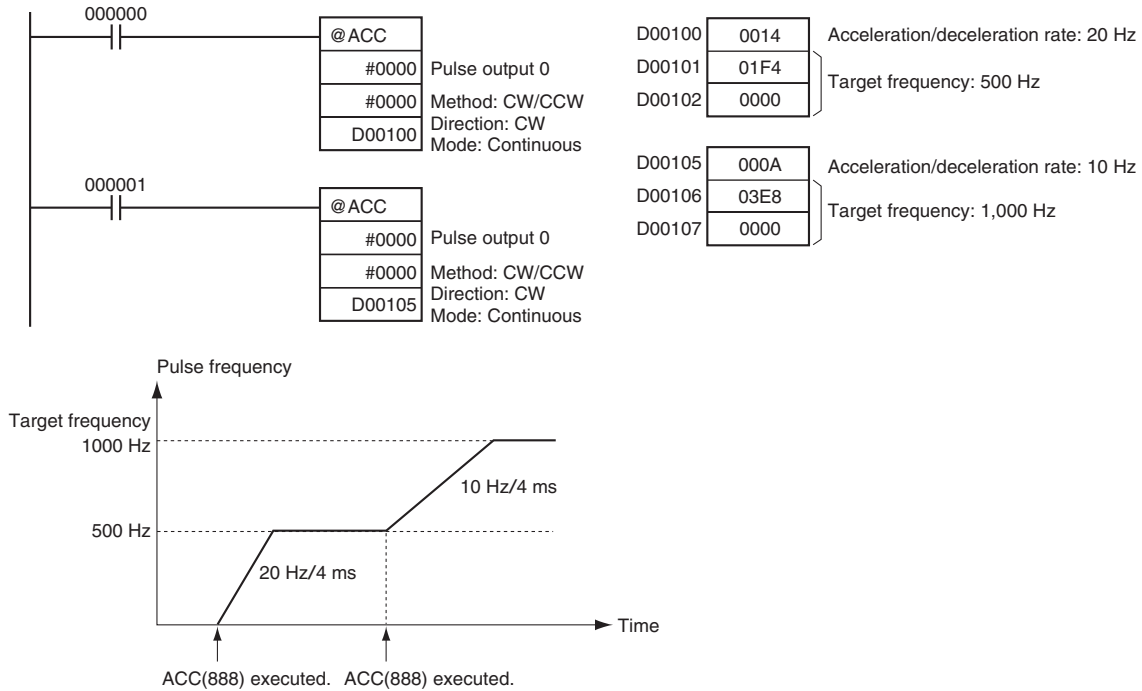 000000
@ACC
#0000 Pulse output 0
#0000 Method: CW/CCW
Direction: CW
D00100
Mode: Continuous
000001
@ACC
#0000 Pulse output 0
#0000 Method: CW/CCW
Direction: CW
D00105
Mode: Continuous
D00100 0014 Acceleration/deceleration rate: 20 Hz
D00101 01F4
Target frequency: 500 Hz
D00102 0000
D00105 000A Acceleration/deceleration rate: 10 Hz
D00106 03E8
Target frequency: 1,000 Hz
D00107 0000
Pulse frequency
Target frequency
1000 Hz
10 Hz/4 ms
500 Hz
20 Hz/4 ms
Time
ACC(888) executed. ACC(888) executed.